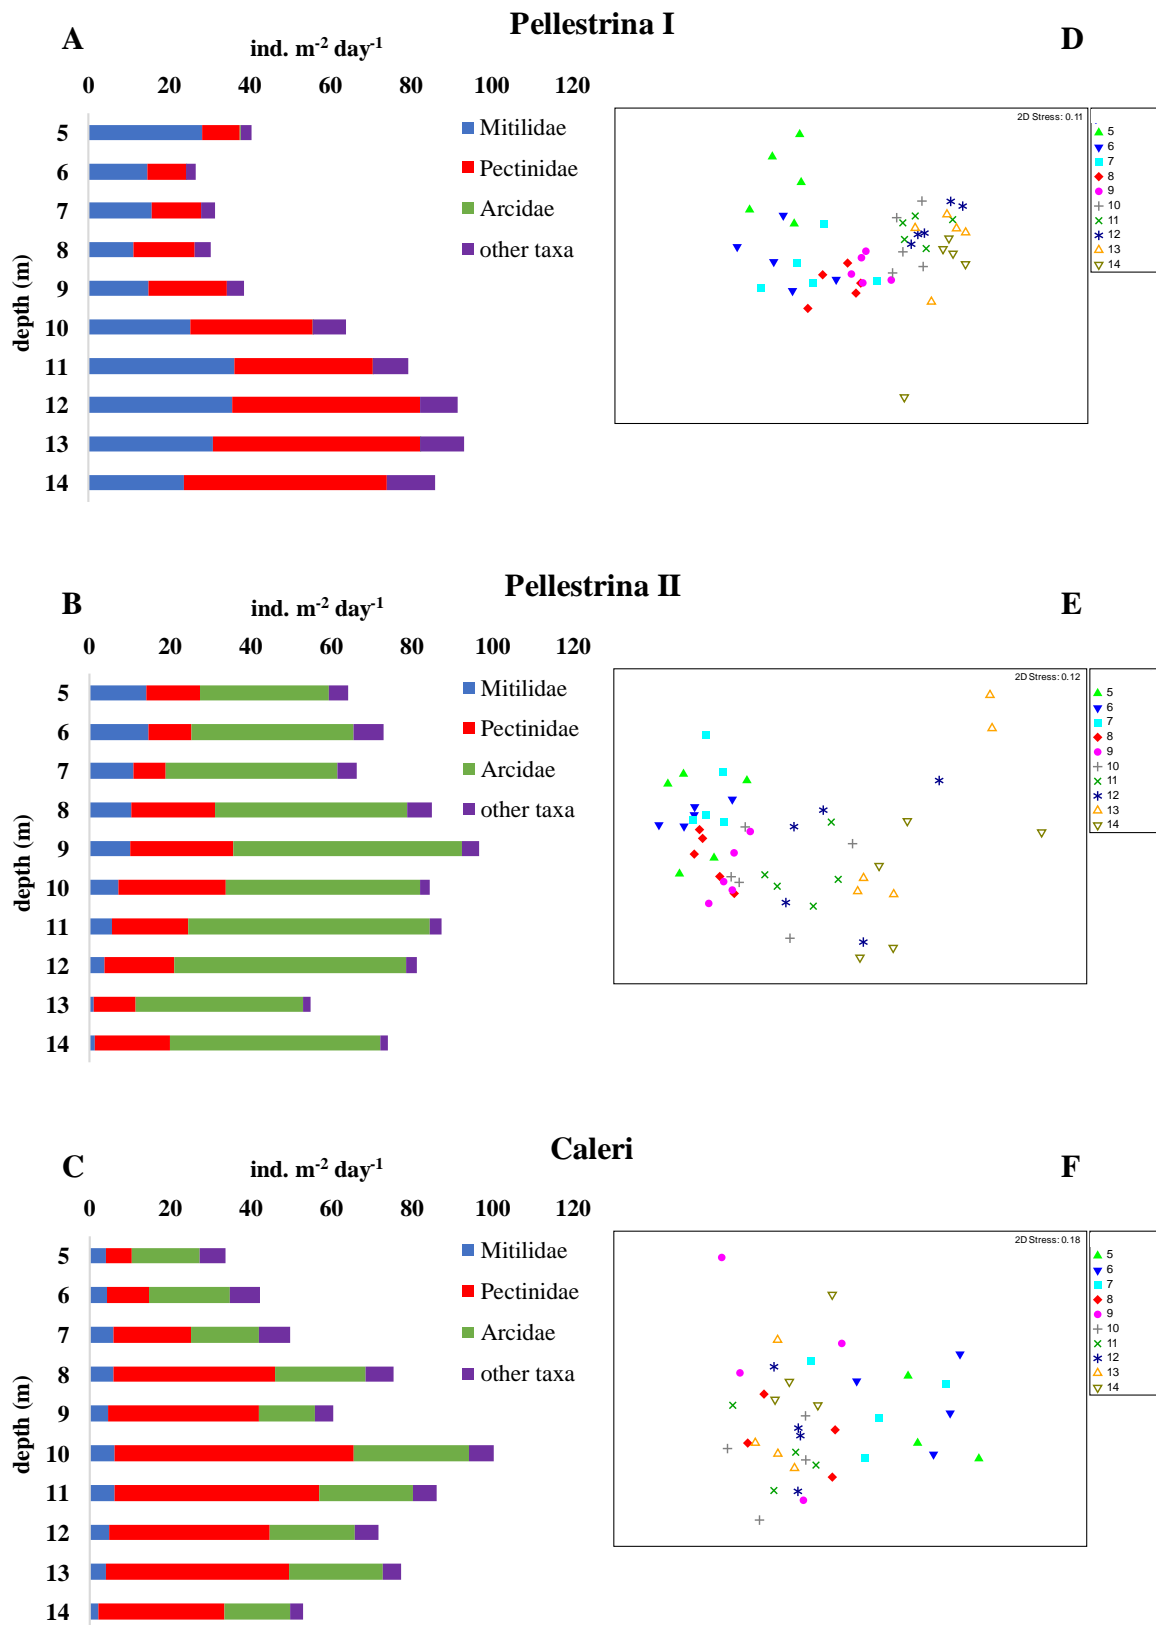 Pellestrina I
A
D
ind. m-2 day-1
0 20 40 60 80 100 120
depth (m)
5
6
7
8
9
10
11
12
13
14
Mitilidae
Pectinidae
Arcidae
other taxa
2D Stress: 0.11
5
6
7
8
9
10
11
12
13
14
Pellestrina II
B
E
ind. m-2 day-1
0 20 40 60 80 100 120
depth (m)
5
6
7
8
9
10
11
12
13
14
Mitilidae
Pectinidae
Arcidae
other taxa
2D Stress: 0.12
5
6
7
8
9
10
11
12
13
14
Caleri
C
F
ind. m-2 day-1
0 20 40 60 80 100 120
depth (m)
5
6
7
8
9
10
11
12
13
14
Mitilidae
Pectinidae
Arcidae
other taxa
2D Stress: 0.18
5
6
7
8
9
10
11
12
13
14